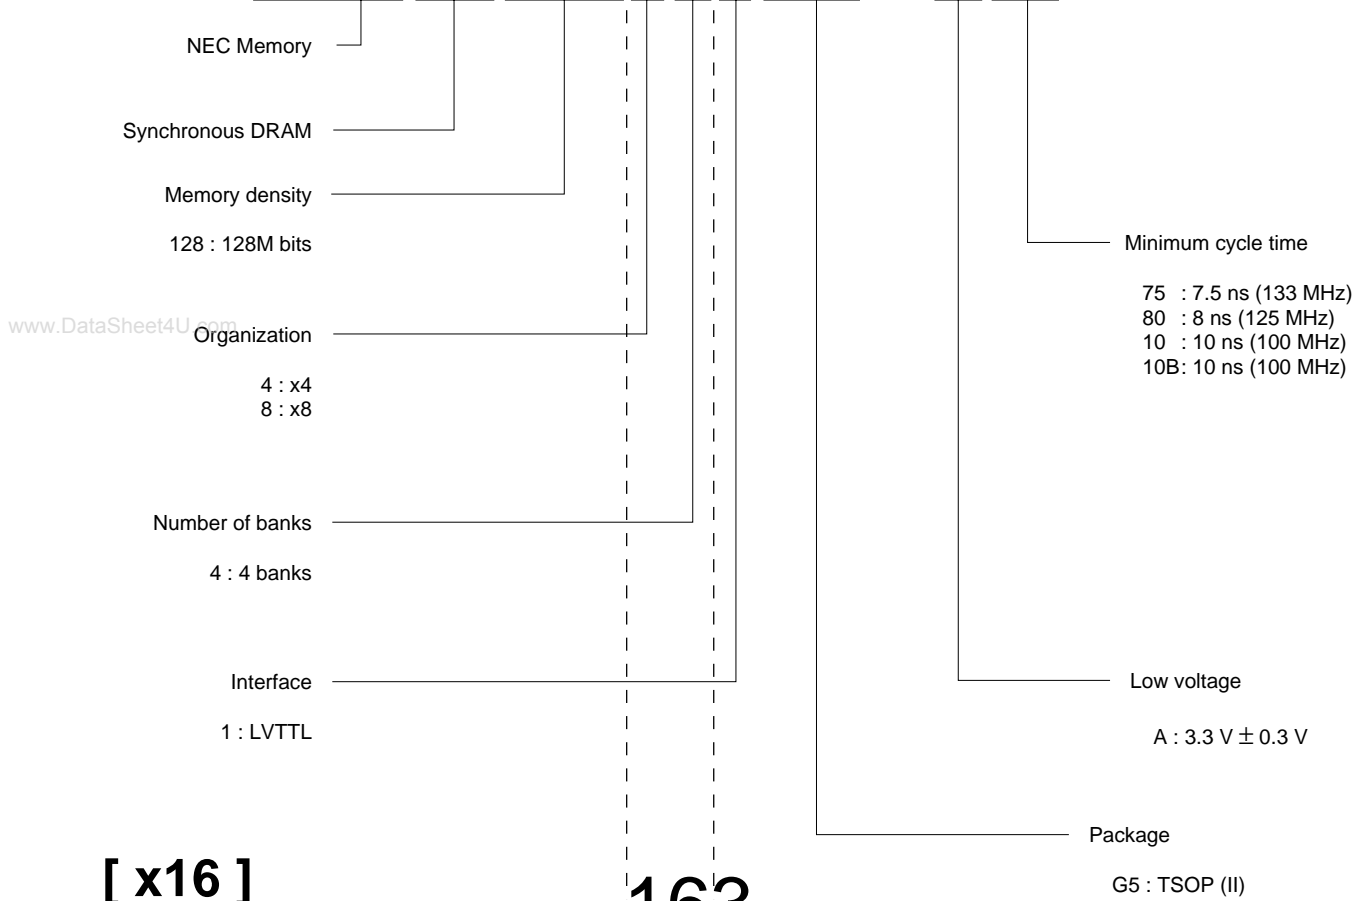 NEC Memory
Synchronous DRAM
Memory density
128 : 128M bits
Minimum cycle time
75 : 7.5 ns (133 MHz)
80 : 8 ns (125 MHz)
10 : 10 ns (100 MHz)
10B : 10 ns (100 MHz)
www.DataSheet4U.com
Organization
4 : x4
8 : x8
Number of banks
4 : 4 banks
Interface
1 : LVTTL
Low voltage
A : 3.3 V ± 0.3 V
Package
G5 : TSOP (II)
[ x16 ]
163